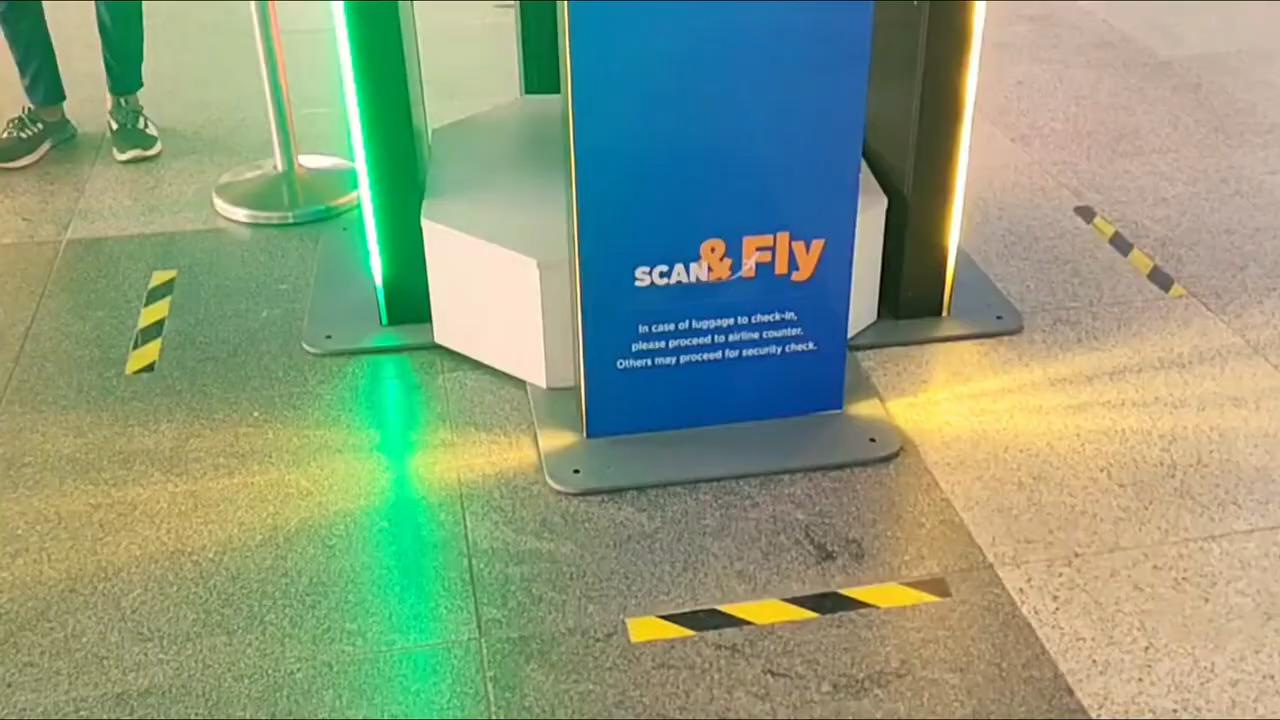 SCAN & Fly
In case of luggage to check-in,
please proceed to airline counter.
Others may proceed for security check.